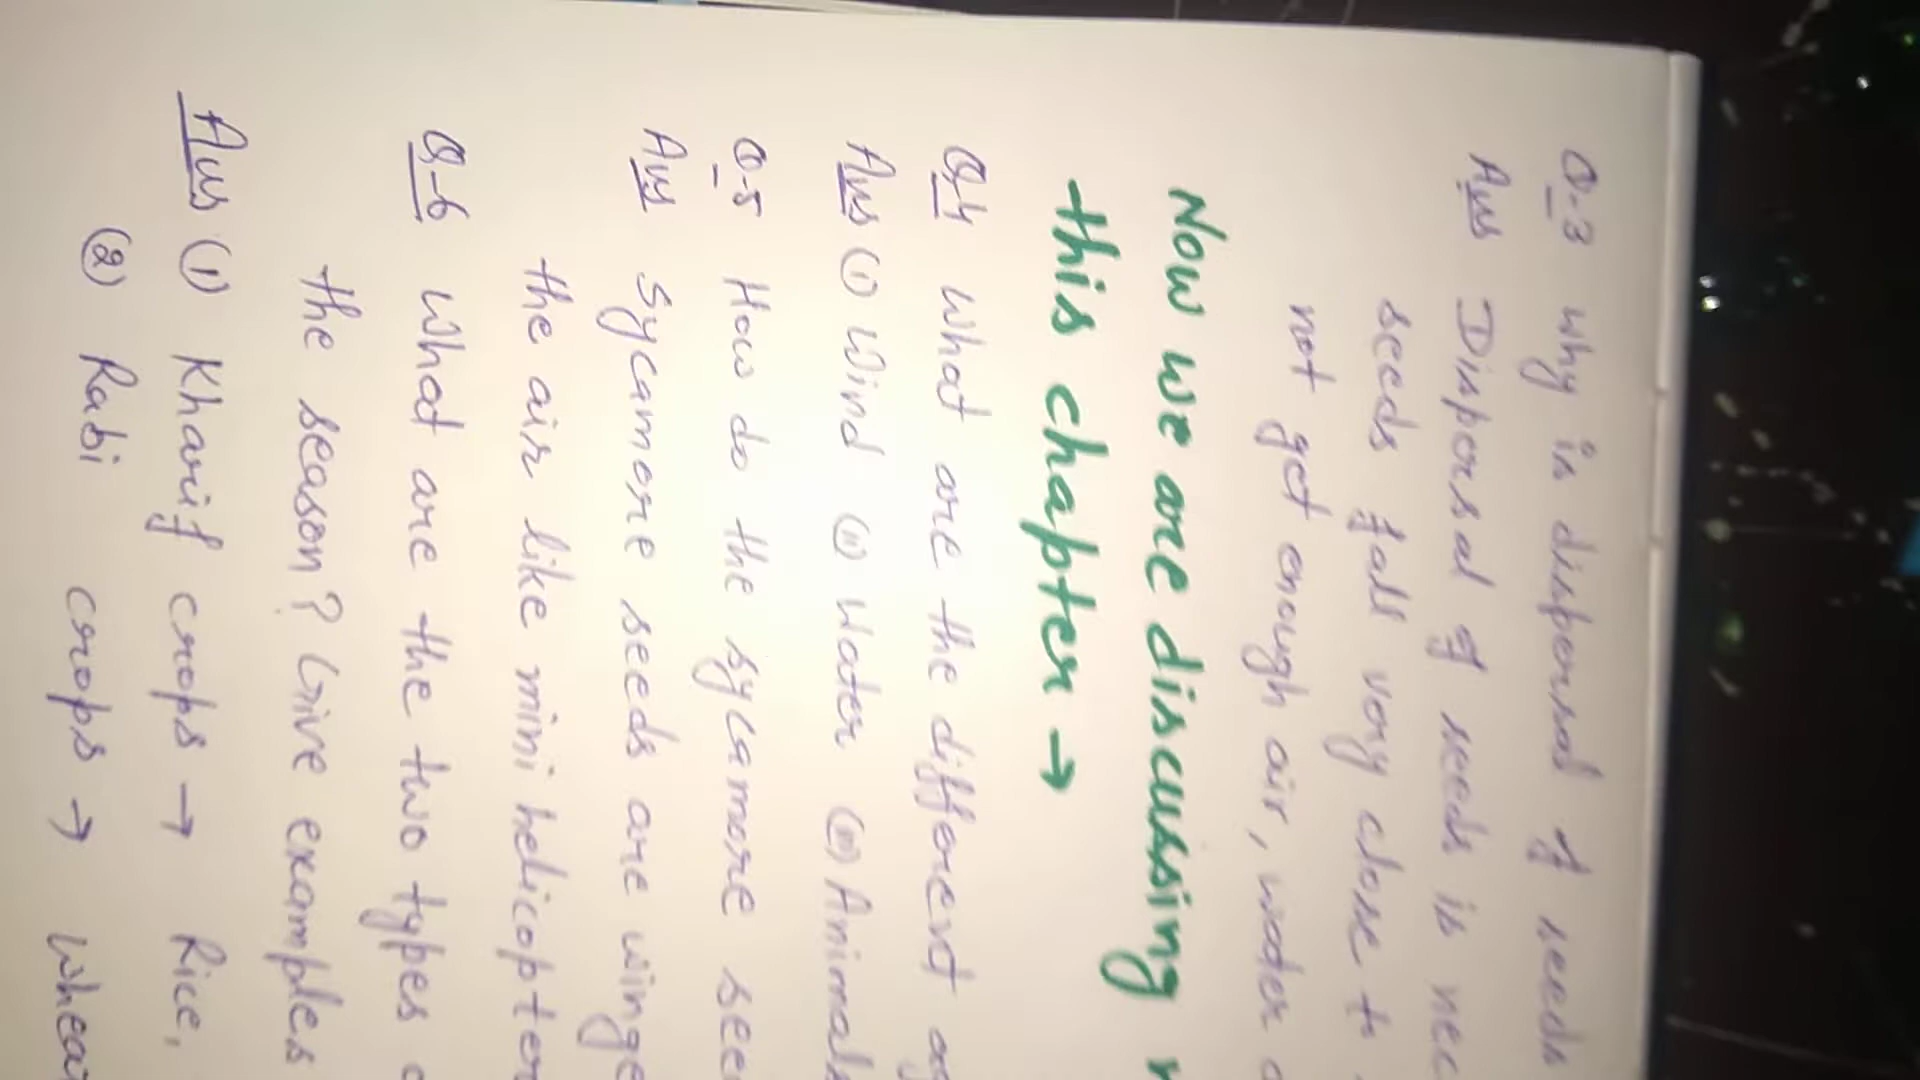 Q-3 Why is dispersal of seeds
Ans Dispersal of seeds is nec
seeds fall very close to
not get enough air, water
Now we are discussing
this chapter →
Q-4 What are the different ag
Ans (i) Wind (ii) Water (iii) Animals
Q-5 How do the sycamore see
Ans Sycamore seeds are winge
the air like mini helicopter
Q-6 What are the two types
the season? Give examples
Ans (1) Kharif crops → Rice,
(2) Rabi crops → Wheat